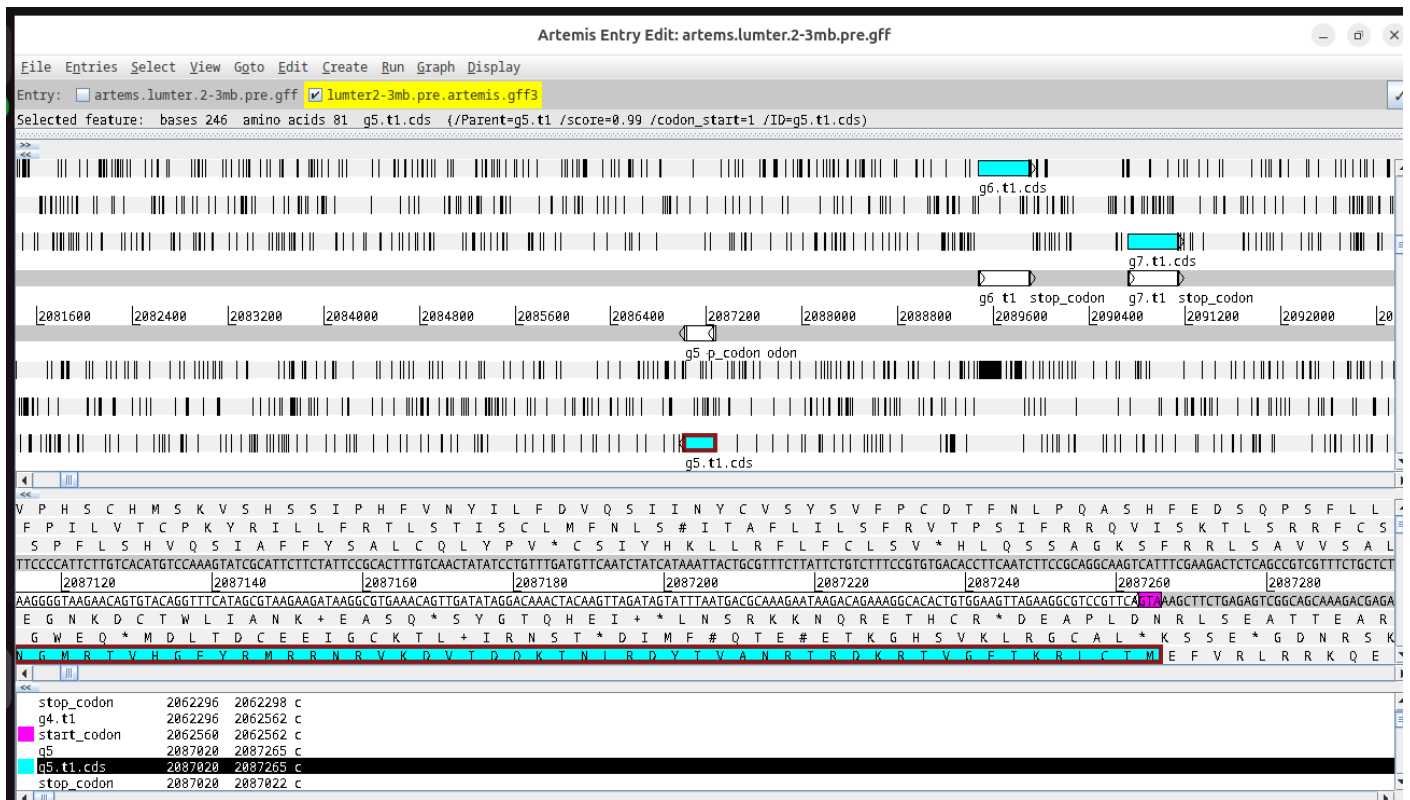 Artemis Entry Edit: artems.lumter.2-3mb.pre.gff
File Entries Select View Goto Edit Create Run Graph Display
Entry: artems.lumter.2-3mb.pre.gff lumter2-3mb.pre.artemis.gff3
Selected feature: bases 246 amino acids 81 g5.t1.cds (/Parent=g5.t1 /score=0.99 /codon_start=1 /ID=g5.t1.cds)
>>
<<
g6.t1.cds
g7.t1.cds
g6 t1 stop_codon g7.t1 stop_codon
2081600 2082400 2083200 2084000 2084800 2085600 2086400 2087200 2088000 2088800 2089600 2090400 2091200 2092000 20
g5 p_codon odon
g5.t1.cds
<<
V P H S C H M S K V S H S S I P H F V N Y I L F D V Q S I I N Y C V S Y S V F P C D T F N L P Q A S H F E D S Q P S F L L
F P I L V T C P K Y R I L L F R T L S T I S C L M F N L S # I T A F L I L S F R V T P S I F R R Q V I S K T L S R R F C S
S P F L S H V Q S I A F F Y S A L C Q L Y P V * C S I Y H K L L R F L F C L S V * H L Q S S A G K S F R R L S A V V S A L
TTCCCCATTCTTGTCACATGTCCAAAGTATCGCATTCTTCTATTCCGCACTTTGTCAACTATATCCTGTTTGATGTTCAATCTATCATAAATTACTGCGTTTCTTATTCTGTCTTTCCGTGTGACACCTTCAATCTTCCGCAGGCAAGTCATTTCGAAGACTCTCAGCCGTCGTTTCTGCTCT
2087120 2087140 2087160 2087180 2087200 2087220 2087240 2087260 2087280
AAGGGGTAAGAACAGTGTACAGGTTTCATAGCGTAAGAAGATAAGGCGTGAAACAGTTGATATAGGACAAACTACAAGTTAGATAGTATTTAATGACGCAAAGAATAAGACAGAAAGGCACACTGTGGAAGTTAGAAGGCGTCCGTTCAGTAAAGCTTCTGAGAGTCGGCAGCAAAGACGAGA
E G N K D C T W L I A N K + E A S Q * S Y G T Q H E I + * L N S R K K N Q R E T H C R * D E A P L D N R L S E A T T E A R
G W E Q * M D L T D C E E I G C K T L + I R N S T * D I M F # Q T E # E T K G H S V K L R G C A L * K S S E * G D N R S K
N G M R T V H G F Y R M R R N R V K D V T D Q K T N L R D Y T V A N R T R D K R T V G E T K R L C T M E F V R L R R K Q E
<<
stop_codon 2062296 2062298 c
g4.t1 2062296 2062562 c
start_codon 2062560 2062562 c
g5 2087020 2087265 c
g5.t1.cds 2087020 2087265 c
stop_codon 2087020 2087022 c